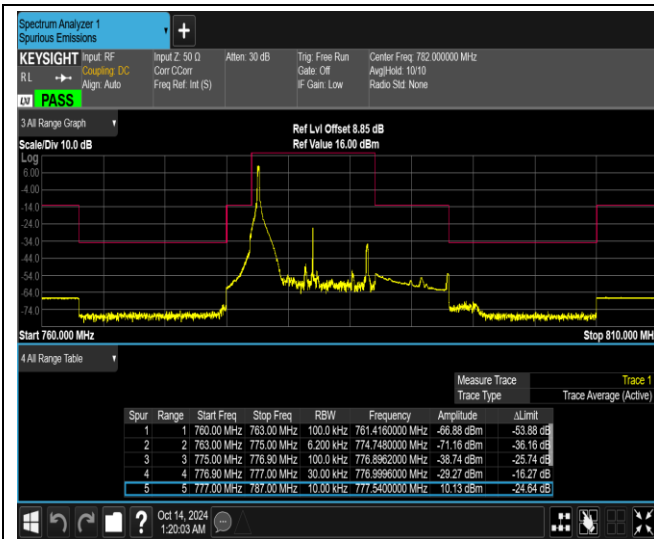 Spectrum Analyzer 1
Spurious Emissions
+
KEYSIGHT Input: RF Input Z: 50 Ω Atten: 30 dB Trig: Free Run Center Freq: 782.000000 MHz
RL Coupling: DC Corr CCorr Gate: Off Avg|Hold: 10/10
Align: Auto Freq Ref: Int (S) IF Gain: Low Radio Std: None
LXI PASS
3 All Range Graph
Ref Lvl Offset 8.85 dB
Scale/Div 10.0 dB Ref Value 16.00 dBm
Log
6.00
-4.00
-14.0
-24.0
-34.0
-44.0
-54.0
-64.0
-74.0
Start 760.000 MHz Stop 810.000 MH
4 All Range Table
Measure Trace Trace 1
Trace Type Trace Average (Active)
Spur Range Start Freq Stop Freq RBW Frequency Amplitude ΔLimit
1 1 760.00 MHz 763.00 MHz 100.0 kHz 761.4160000 MHz -66.88 dBm -53.88 dB
2 2 763.00 MHz 775.00 MHz 6.200 kHz 774.7480000 MHz -71.16 dBm -36.16 dB
3 3 775.00 MHz 776.90 MHz 100.0 kHz 776.8962000 MHz -38.74 dBm -25.74 dB
4 4 776.90 MHz 777.00 MHz 30.00 kHz 776.9996000 MHz -29.27 dBm -16.27 dB
5 5 777.00 MHz 787.00 MHz 10.00 kHz 777.5400000 MHz 10.13 dBm -24.64 dB
? Oct 14, 2024
1:20:03 AM